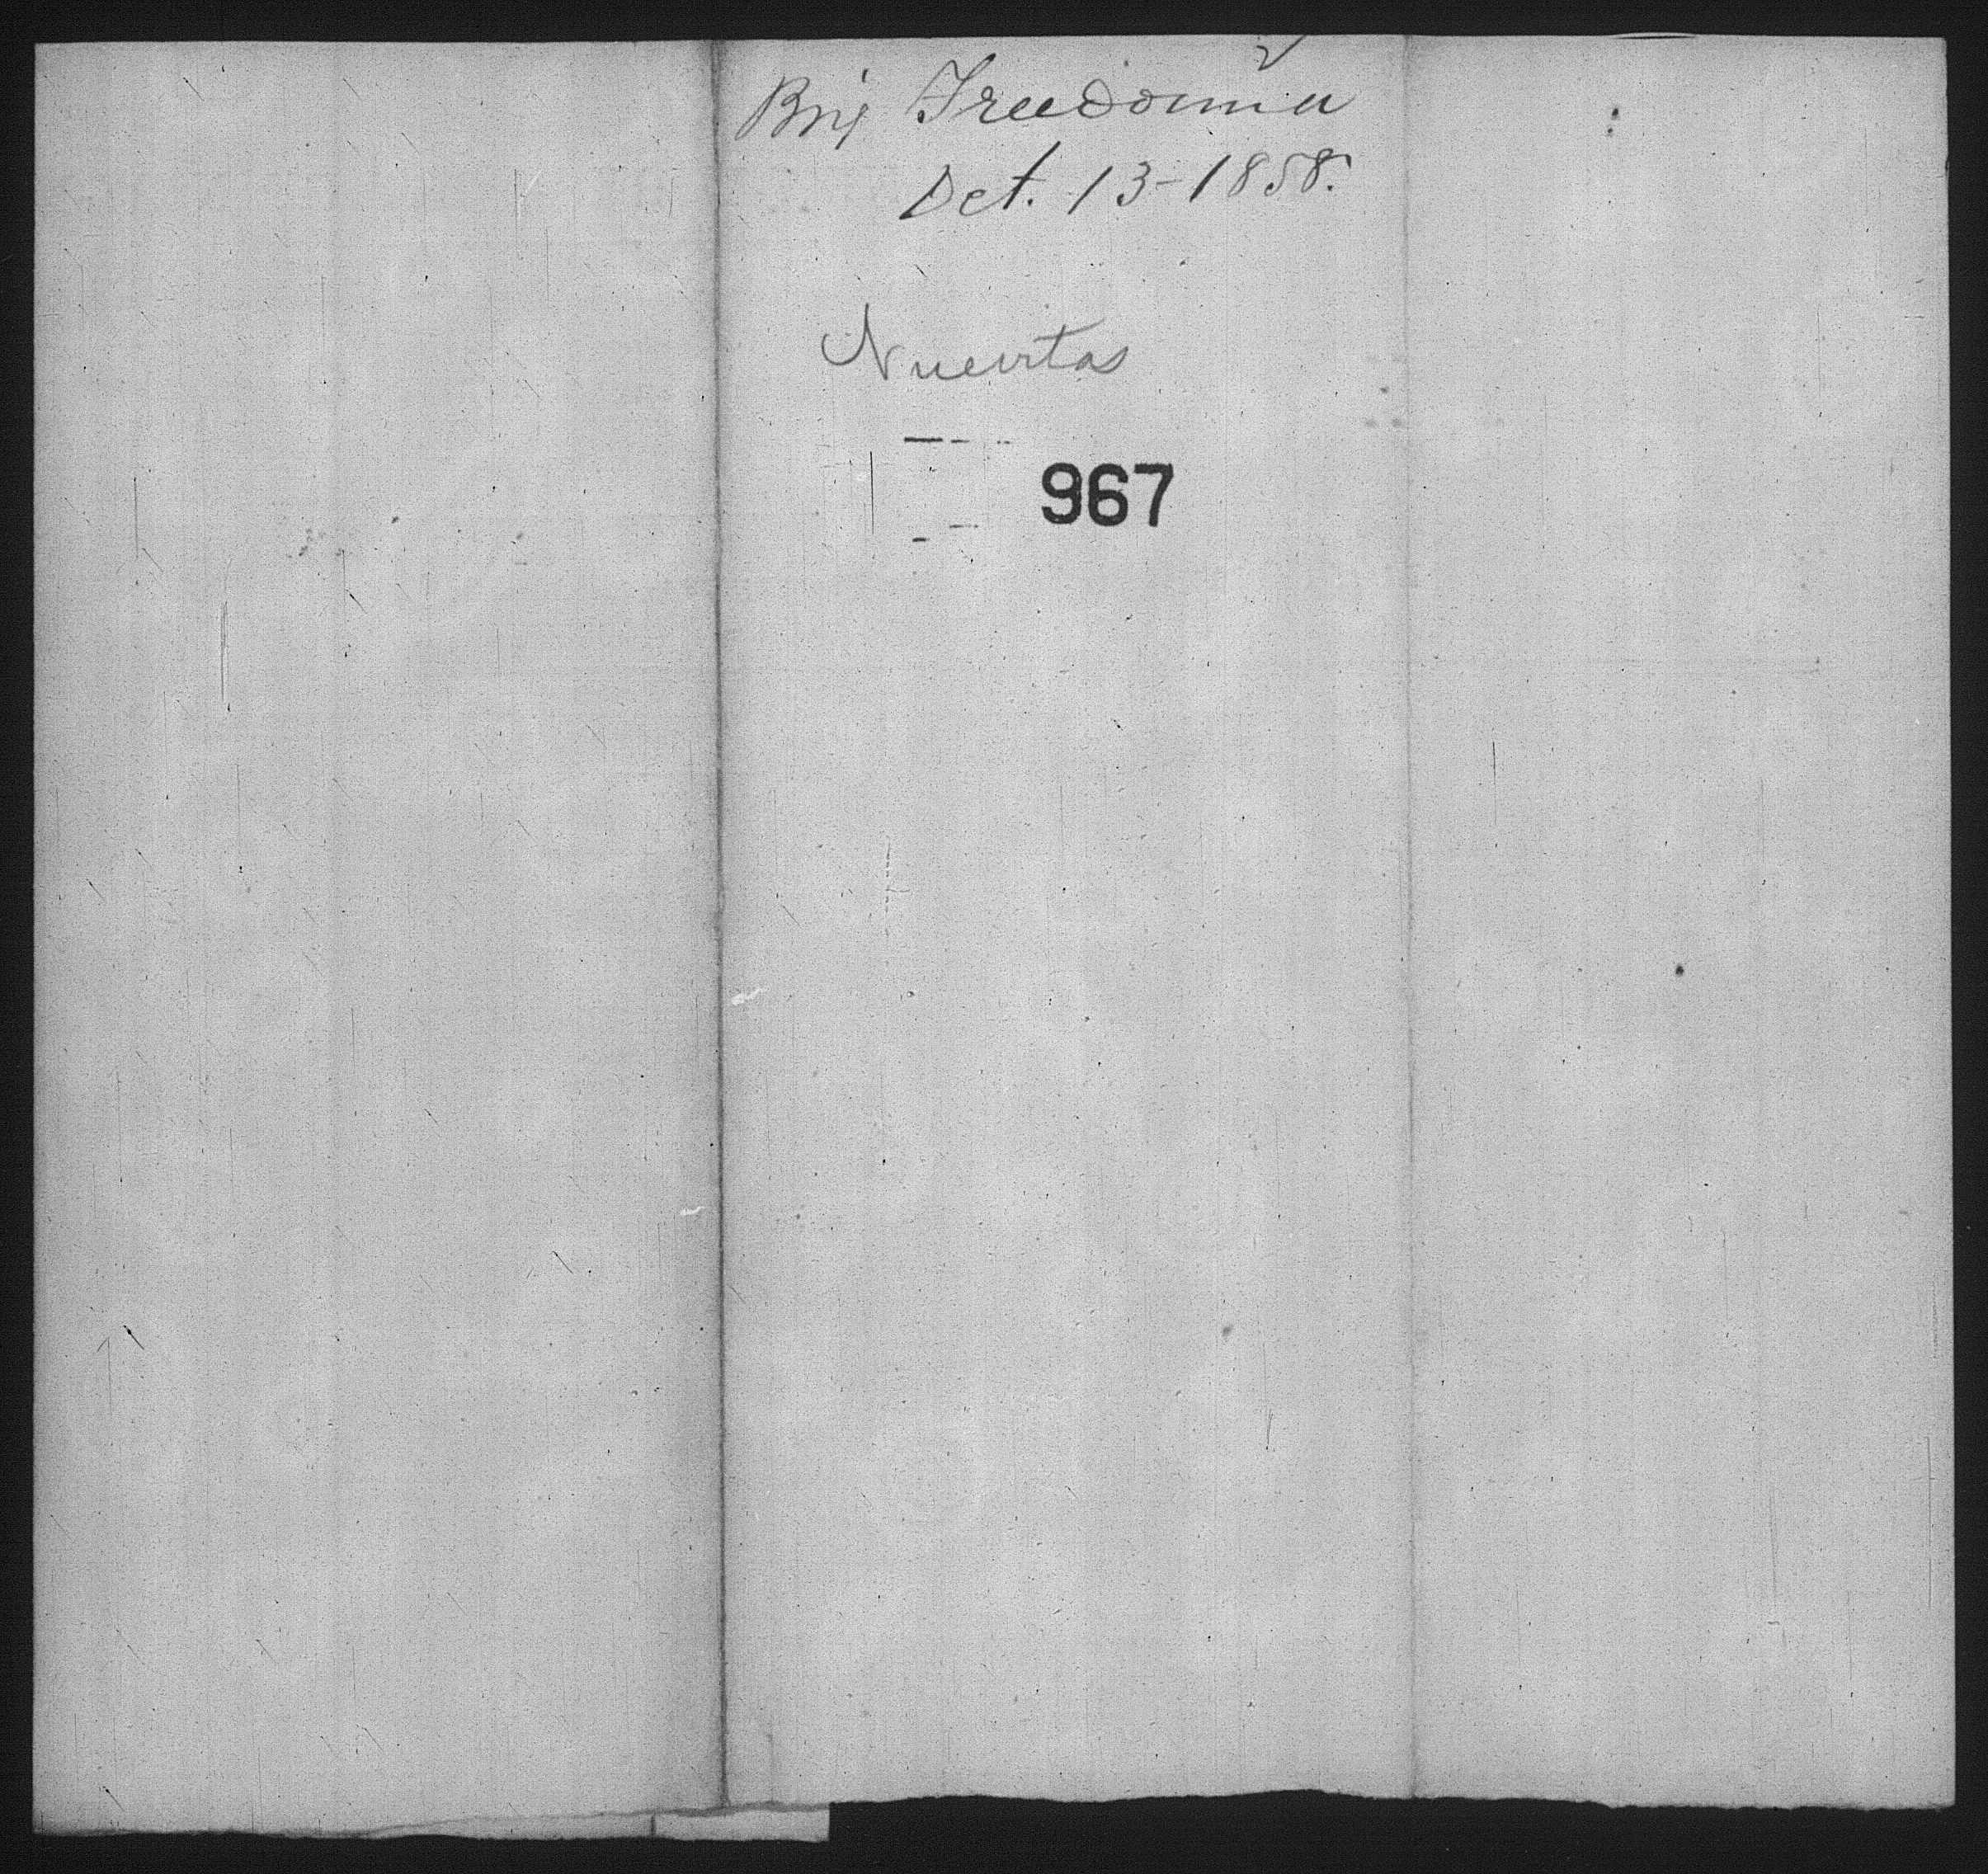 Brig Freedonia
Oct. 13-1858.
Nuevitas
967